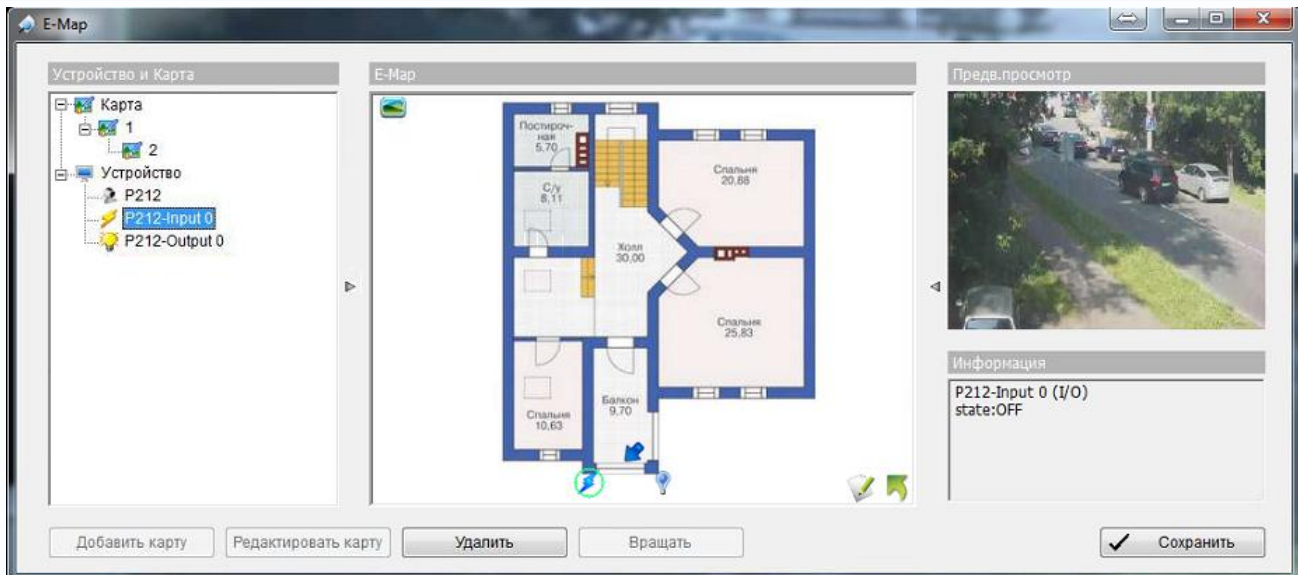 E-Map
Устройство и Карта
Карта
1
2
Устройство
P212
P212-Input 0
P212-Output 0
E-Map
Постироч-
ная
5.70
С/у
8,11
Холл
30,00
Спальня
20,88
Спальня
25,83
Спальня
10,63
Балкон
9,70
Предв.просмотр
Информация
P212-Input 0 (I/O)
state:OFF
Добавить карту
Редактировать карту
Удалить
Вращать
Сохранить